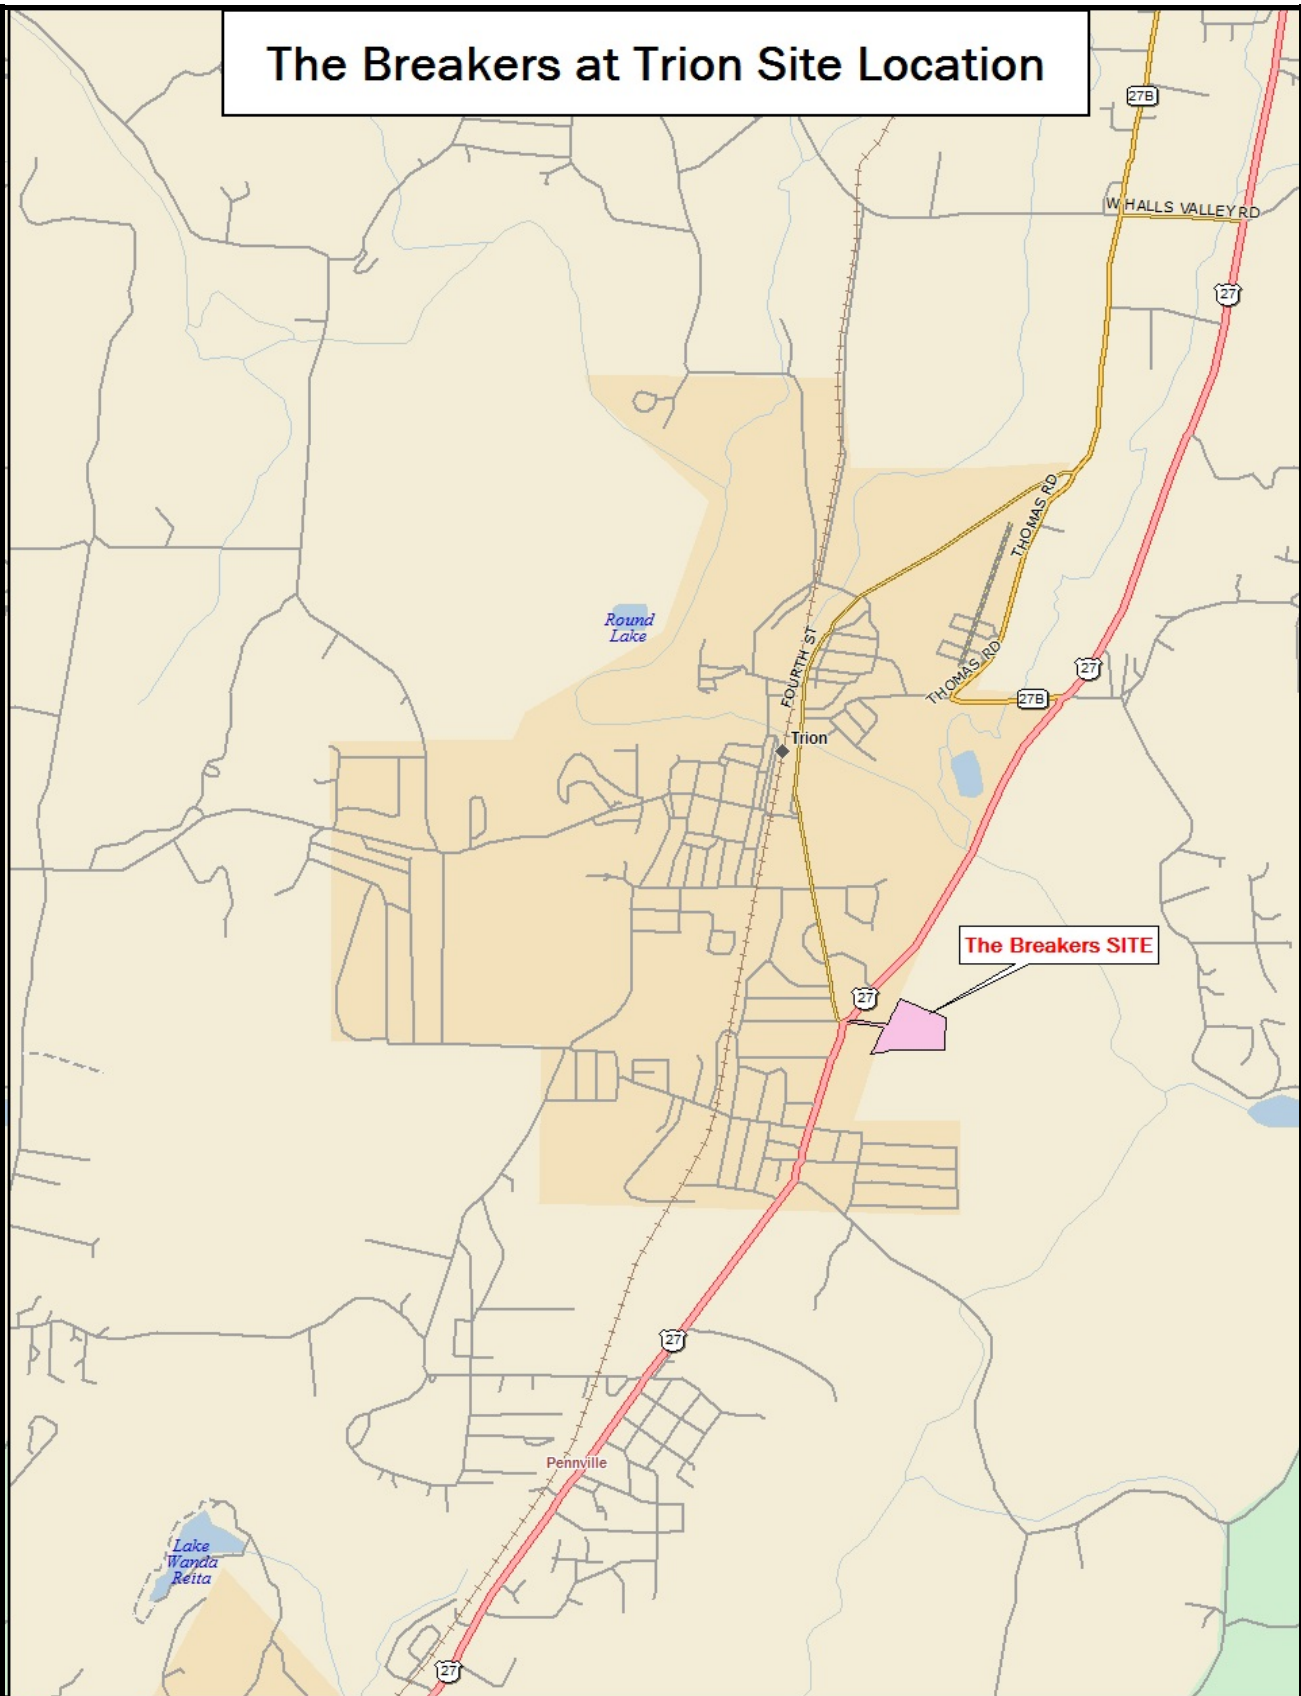 The Breakers at Trion Site Location
27B
W HALLS VALLEY RD
27
THOMAS RD
Round
Lake
FOURTH ST
THOMAS RD
27
27B
Trion
The Breakers SITE
27
27
Pennville
Lake
Wanda
Reita
27